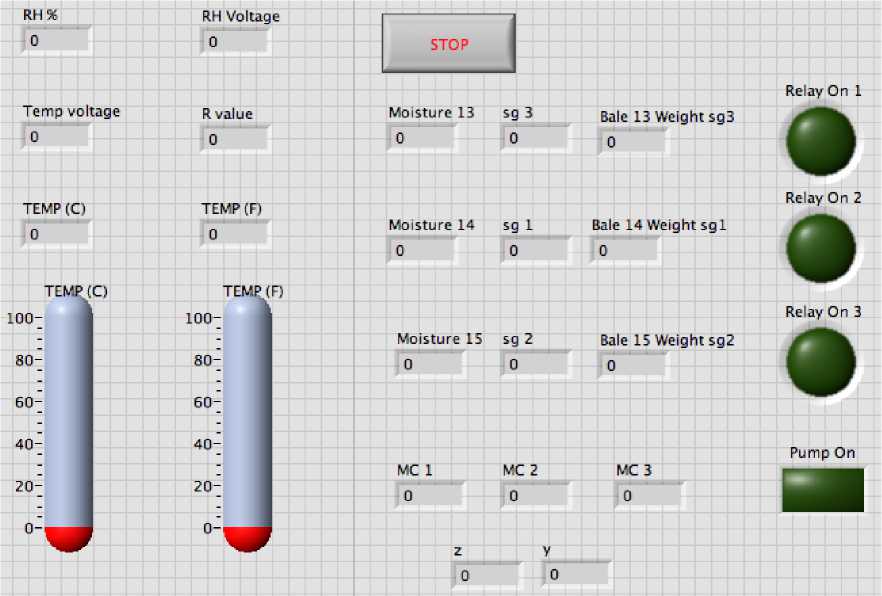 RH %
RH Voltage
0
0
STOP
Temp voltage
R value
0
0
Moisture 13
sg 3
Bale 13 Weight sg3
0
0
0
Relay On 1
TEMP (C)
TEMP (F)
0
0
Moisture 14
sg 1
Bale 14 Weight sg1
0
0
0
Relay On 2
TEMP (C)
100
80
60
40
20
0
TEMP (F)
100
80
60
40
20
0
Moisture 15
sg 2
Bale 15 Weight sg2
0
0
0
Relay On 3
MC 1
MC 2
MC 3
0
0
0
Pump On
z
y
0
0